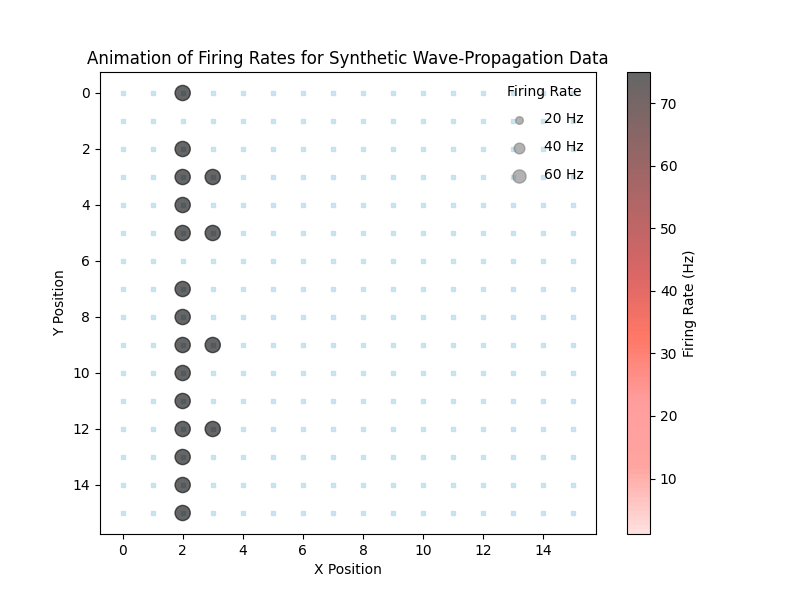 Animation of Firing Rates for Synthetic Wave-Propagation Data
Firing Rate
20 Hz
40 Hz
60 Hz
0
2
4
6
8
10
12
14
Y Position
0 2 4 6 8 10 12 14
X Position
70
60
50
40
30
20
10
Firing Rate (Hz)